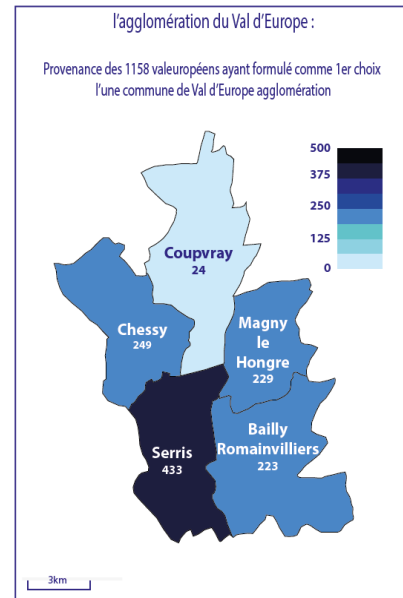 l'agglomération du Val d'Europe :
Provenance des 1158 valeuropéens ayant formulé comme 1er choix
l'une commune de Val d'Europe agglomération
500
375
250
125
0
Coupvray
24
Chessy
249
Magny
le
Hongre
229
Bailly
Romainvilliers
223
Serris
433
3km